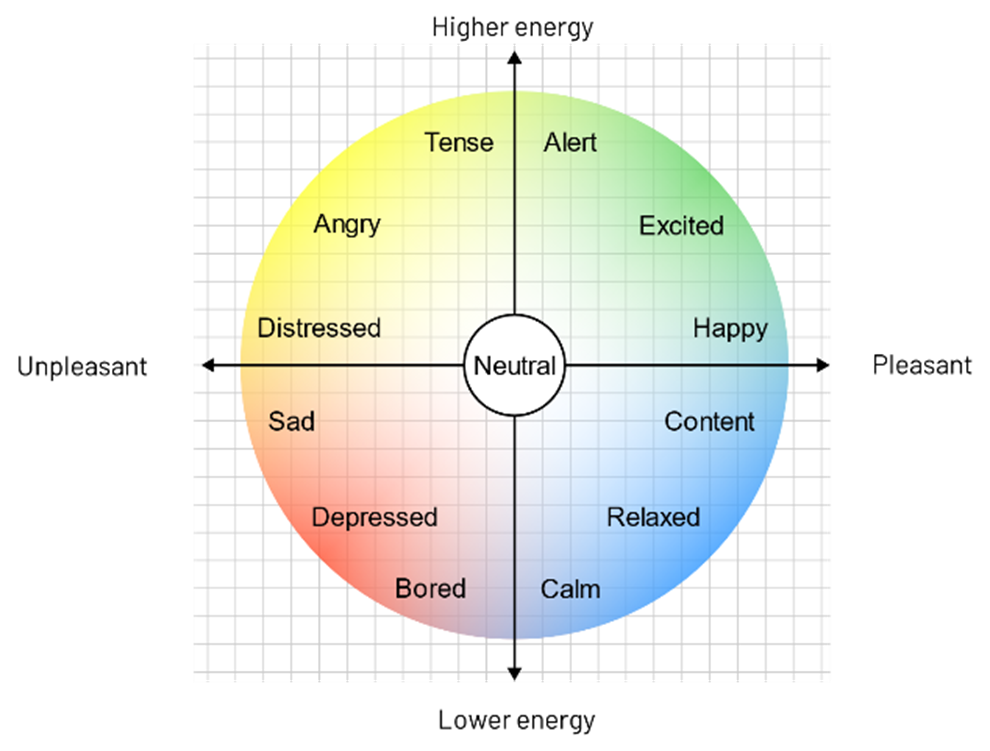 Higher energy
Tense
Alert
Angry
Excited
Distressed
Happy
Unpleasant
Neutral
Pleasant
Sad
Content
Depressed
Relaxed
Bored
Calm
Lower energy